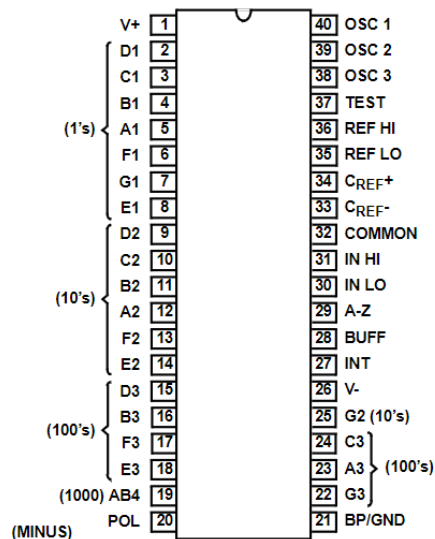 V+ 1 40 OSC 1
D1 2 39 OSC 2
C1 3 38 OSC 3
B1 4 37 TEST
(1's) A1 5 36 REF HI
F1 6 35 REF LO
G1 7 34 CREF+
E1 8 33 CREF-
D2 9 32 COMMON
C2 10 31 IN HI
B2 11 30 IN LO
(10's) A2 12 29 A-Z
F2 13 28 BUFF
E2 14 27 INT
D3 15 26 V-
B3 16 25 G2 (10's)
(100's) F3 17 24 C3
E3 18 23 A3 (100's)
(1000) AB4 19 22 G3
(MINUS) POL 20 21 BP/GND